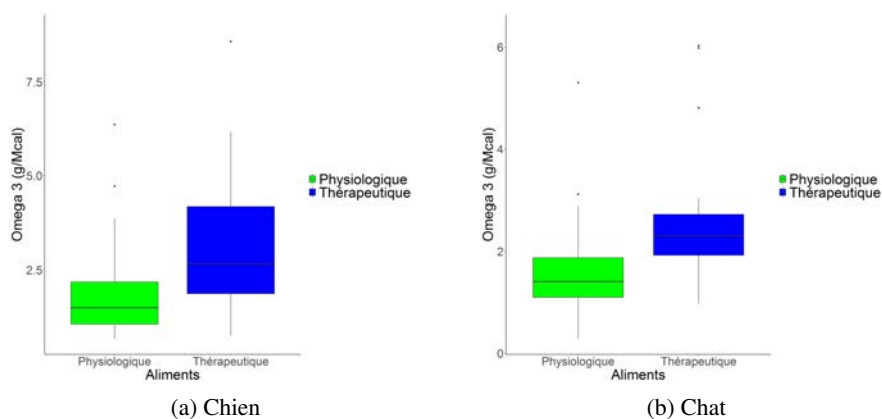 Omega 3 (g/Mcal)
7.5
5.0
2.5
Physiologique
Thérapeutique
Physiologique
Thérapeutique
Aliments
(a) Chien
Omega 3 (g/Mcal)
6
4
2
0
Physiologique
Thérapeutique
Physiologique
Thérapeutique
Aliments
(b) Chat